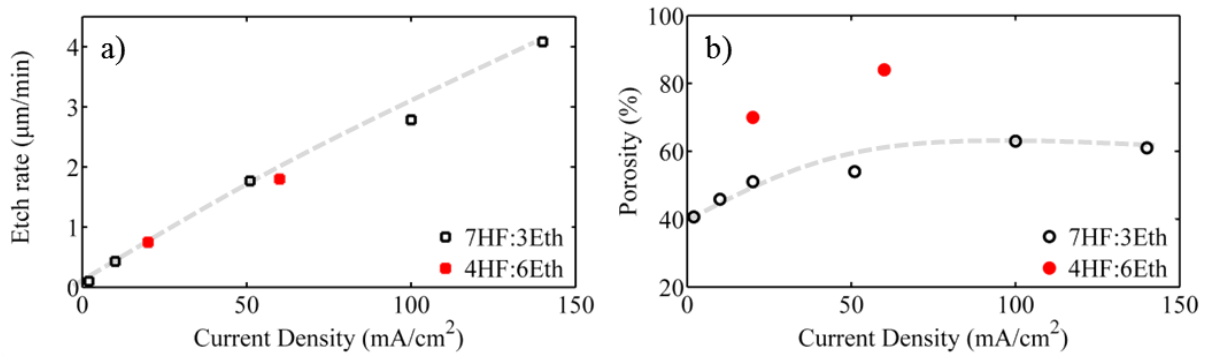 a)
Etch rate (μm/min)
4
3
2
1
0
0 50 100 150
Current Density (mA/cm²)
7HF:3Eth
4HF:6Eth
b)
Porosity (%)
100
80
60
40
20
0 50 100 150
Current Density (mA/cm²)
7HF:3Eth
4HF:6Eth